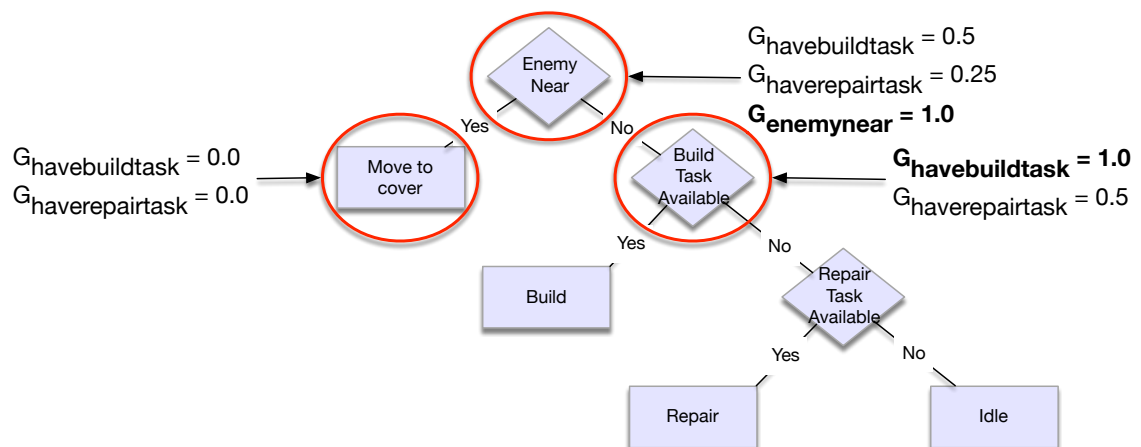 Enemy
Near
G_havebuildtask = 0.5
G_haverepairtask = 0.25
G_enemynear = 1.0
Yes
No
G_havebuildtask = 0.0
G_haverepairtask = 0.0
Move to
cover
Build
Task
Available
G_havebuildtask = 1.0
G_haverepairtask = 0.5
Yes
No
Build
Repair
Task
Available
Yes
No
Repair
Idle